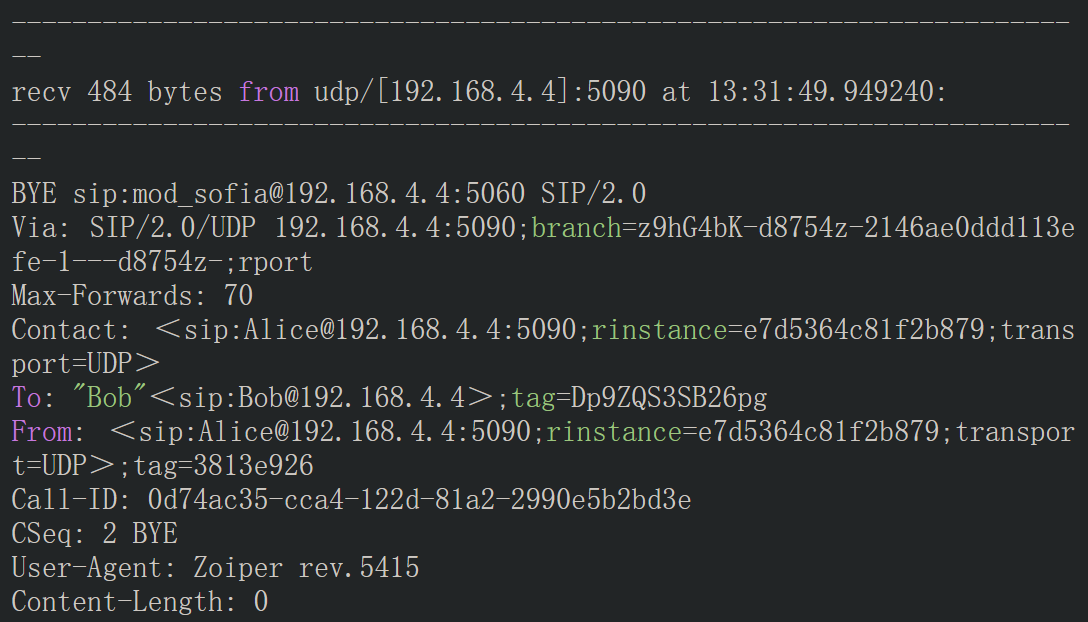 ------------------------------------------------------------------------
--
recv 484 bytes from udp/[192.168.4.4]:5090 at 13:31:49.949240:
------------------------------------------------------------------------
--
BYE sip:mod_sofia@192.168.4.4:5060 SIP/2.0
Via: SIP/2.0/UDP 192.168.4.4:5090;branch=z9hG4bK-d8754z-2146ae0ddd113e
fe-1---d8754z-;rport
Max-Forwards: 70
Contact: <sip:Alice@192.168.4.4:5090;rinstance=e7d5364c81f2b879;trans
port=UDP>
To: "Bob"<sip:Bob@192.168.4.4>;tag=Dp9ZQS3SB26pg
From: <sip:Alice@192.168.4.4:5090;rinstance=e7d5364c81f2b879;transpor
t=UDP>;tag=3813e926
Call-ID: 0d74ac35-cca4-122d-81a2-2990e5b2bd3e
CSeq: 2 BYE
User-Agent: Zoiper rev.5415
Content-Length: 0